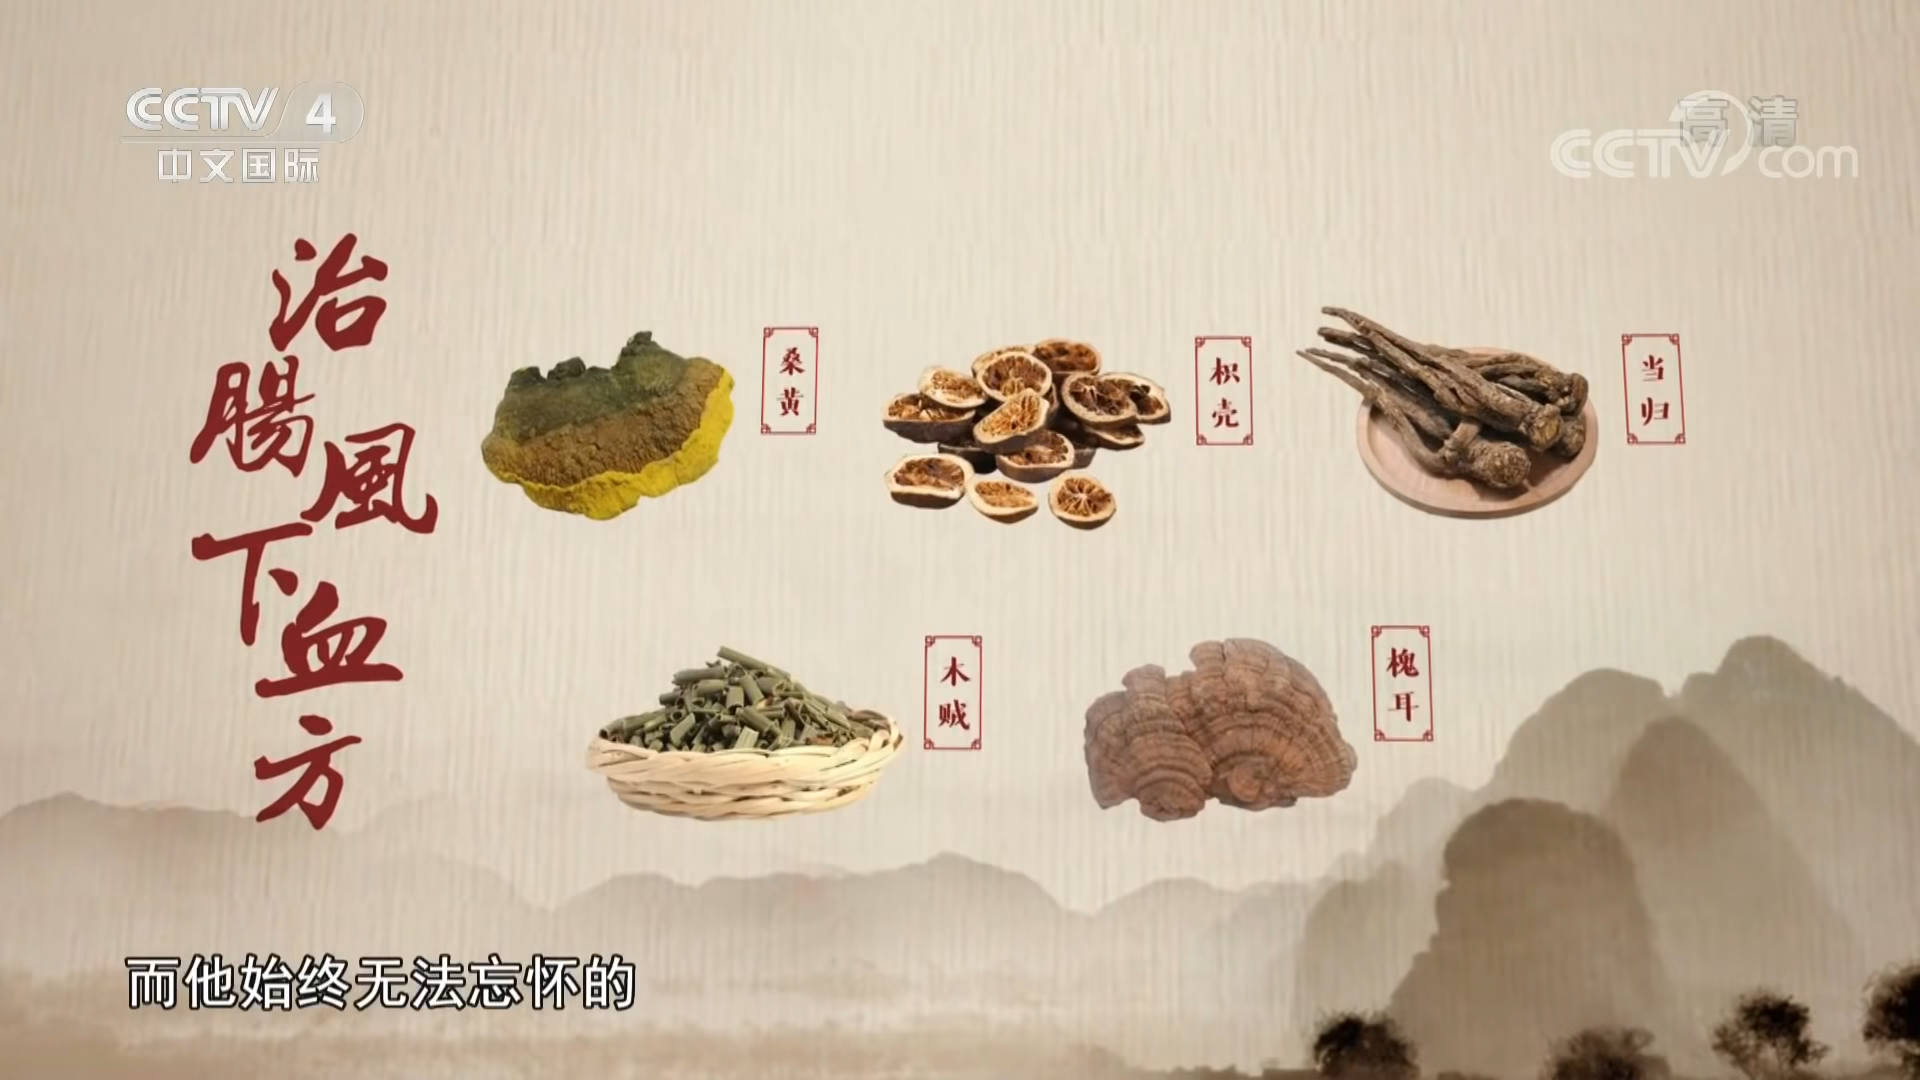 CCTV 4
中文国际
高清
CCTV.com
治腸風下血方
桑黄
枳壳
当归
木贼
槐耳
而他始终无法忘怀的